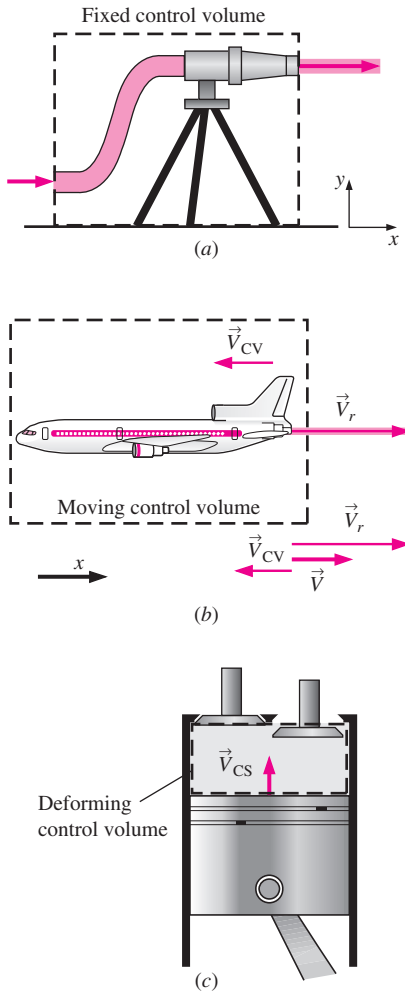 Fixed control volume
y
x
(a)
V⃗CV
V⃗r
Moving control volume
V⃗r
V⃗CV
x
V⃗
(b)
V⃗CS
Deforming
control volume
(c)